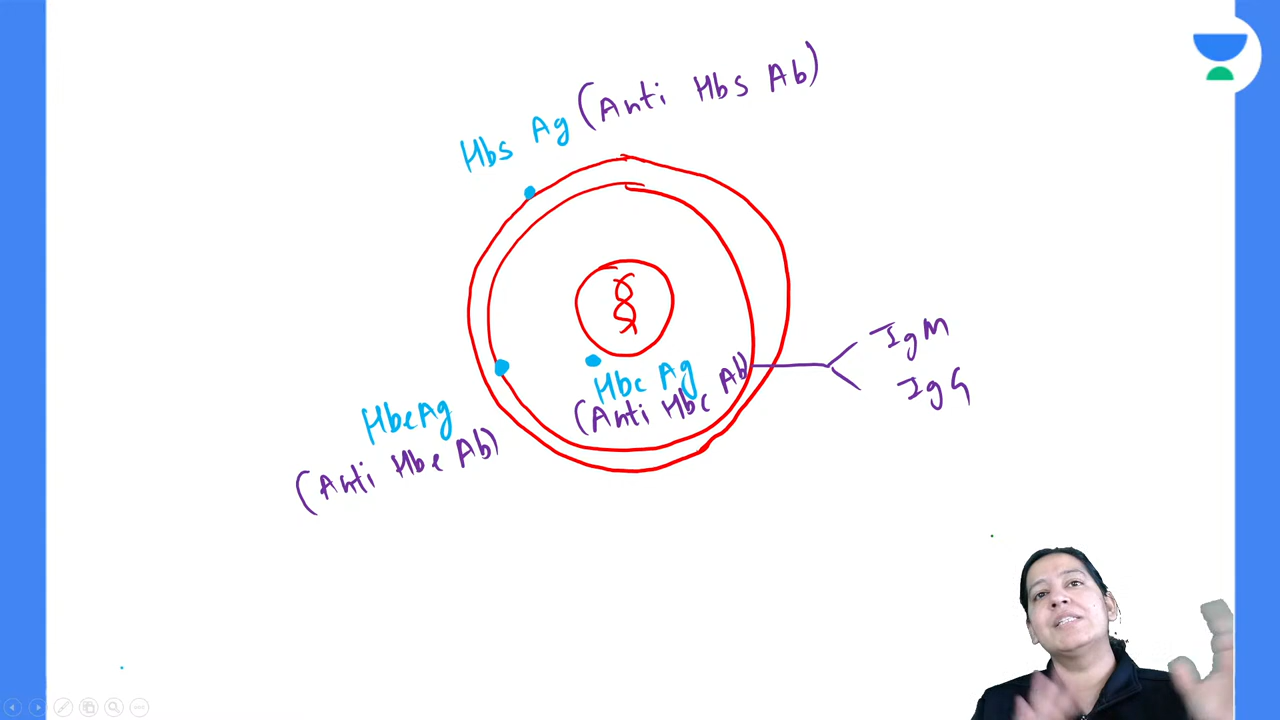 Hbs Ag (Anti Hbs Ab)
IgM
Hbc Ag
IgG
(Anti Hbc Ab)
HbeAg
(Anti Hbe Ab)